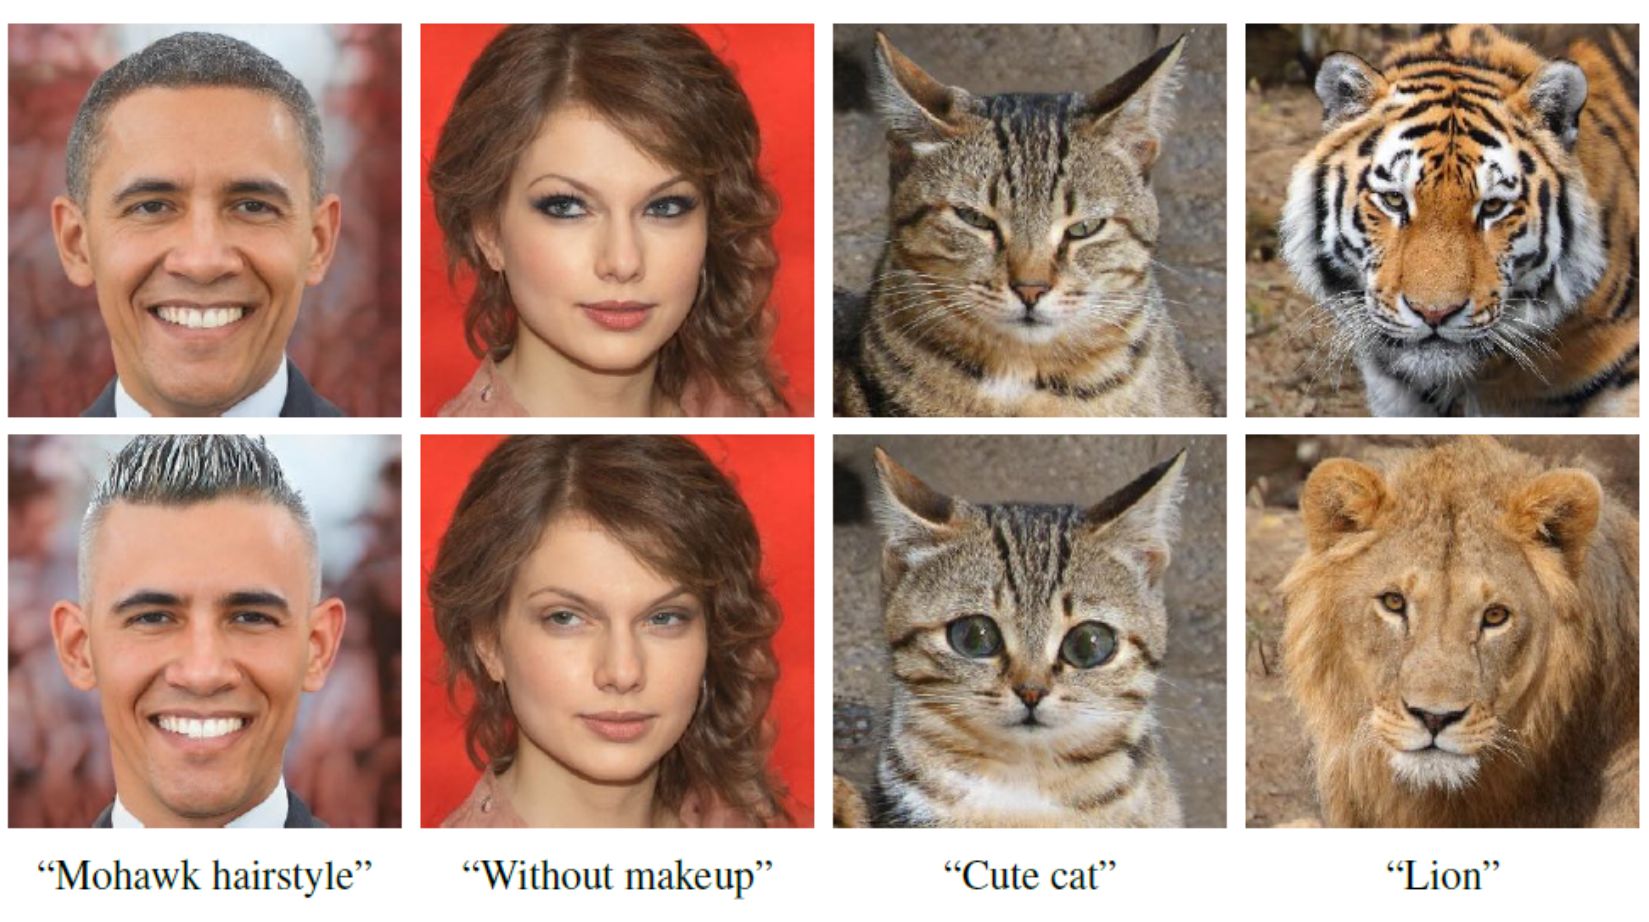 “Mohawk hairstyle” “Without makeup” “Cute cat” “Lion”